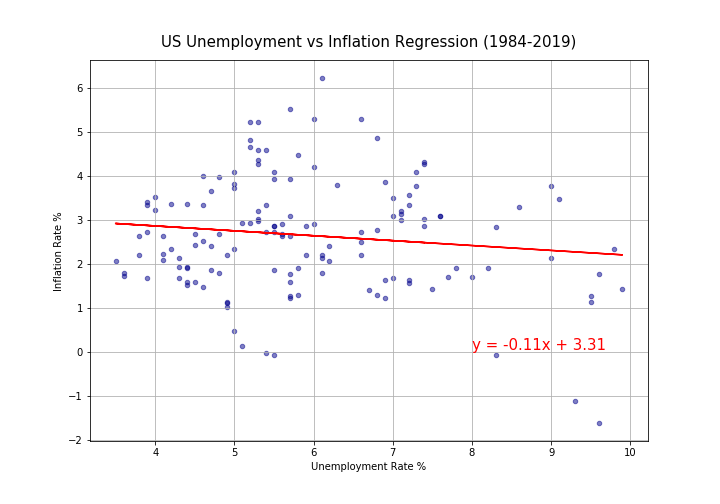 US Unemployment vs Inflation Regression (1984-2019)
Inflation Rate %
6
5
4
3
2
1
0
−1
−2
y = -0.11x + 3.31
4 5 6 7 8 9 10
Unemployment Rate %